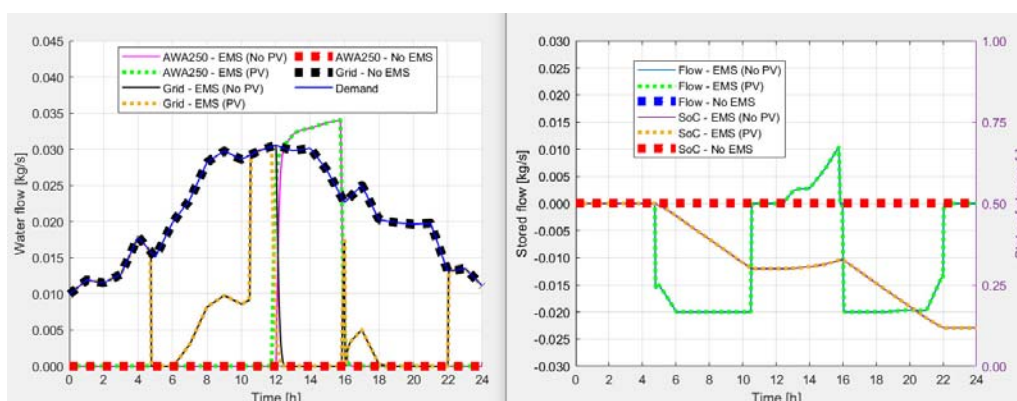 0.045
0.040
0.035
0.030
0.025
0.020
0.015
0.010
0.005
0.000
Water flow [kg/s]
AWA250 - EMS (No PV)
AWA250 - EMS (PV)
Grid - EMS (No PV)
Grid - EMS (PV)
AWA250 - No EMS
Grid - No EMS
Demand
0 2 4 6 8 10 12 14 16 18 20 22 24
Time [h]
0.030
0.025
0.020
0.015
0.010
0.005
0.000
-0.005
-0.010
-0.015
-0.020
-0.025
-0.030
Stored flow [kg/s]
Flow - EMS (No PV)
Flow - EMS (PV)
Flow - No EMS
SoC - EMS (No PV)
SoC - EMS (PV)
SoC - No EMS
1.00
0.75
0.50
0.25
0.00
0 2 4 6 8 10 12 14 16 18 20 22 24
Time [h]